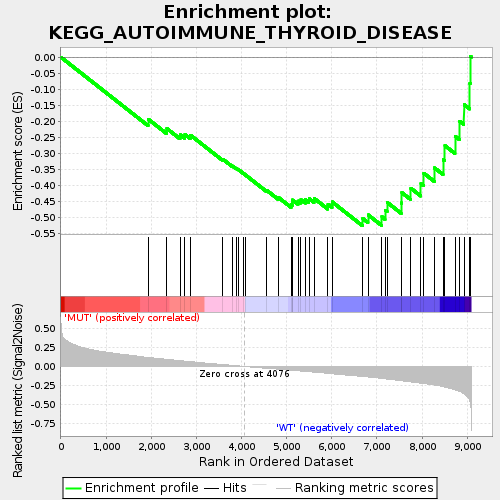 Enrichment plot:
KEGG_AUTOIMMUNE_THYROID_DISEASE
Enrichment score (ES)
0.00
-0.05
-0.10
-0.15
-0.20
-0.25
-0.30
-0.35
-0.40
-0.45
-0.50
-0.55
'MUT' (positively correlated)
Ranked list metric (Signal2Noise)
0.50
0.25
0.00
-0.25
-0.50
-0.75
Zero cross at 4076
'WT' (negatively correlated)
0
1,000
2,000
3,000
4,000
5,000
6,000
7,000
8,000
9,000
Rank in Ordered Dataset
Enrichment profile
Hits
Ranking metric scores